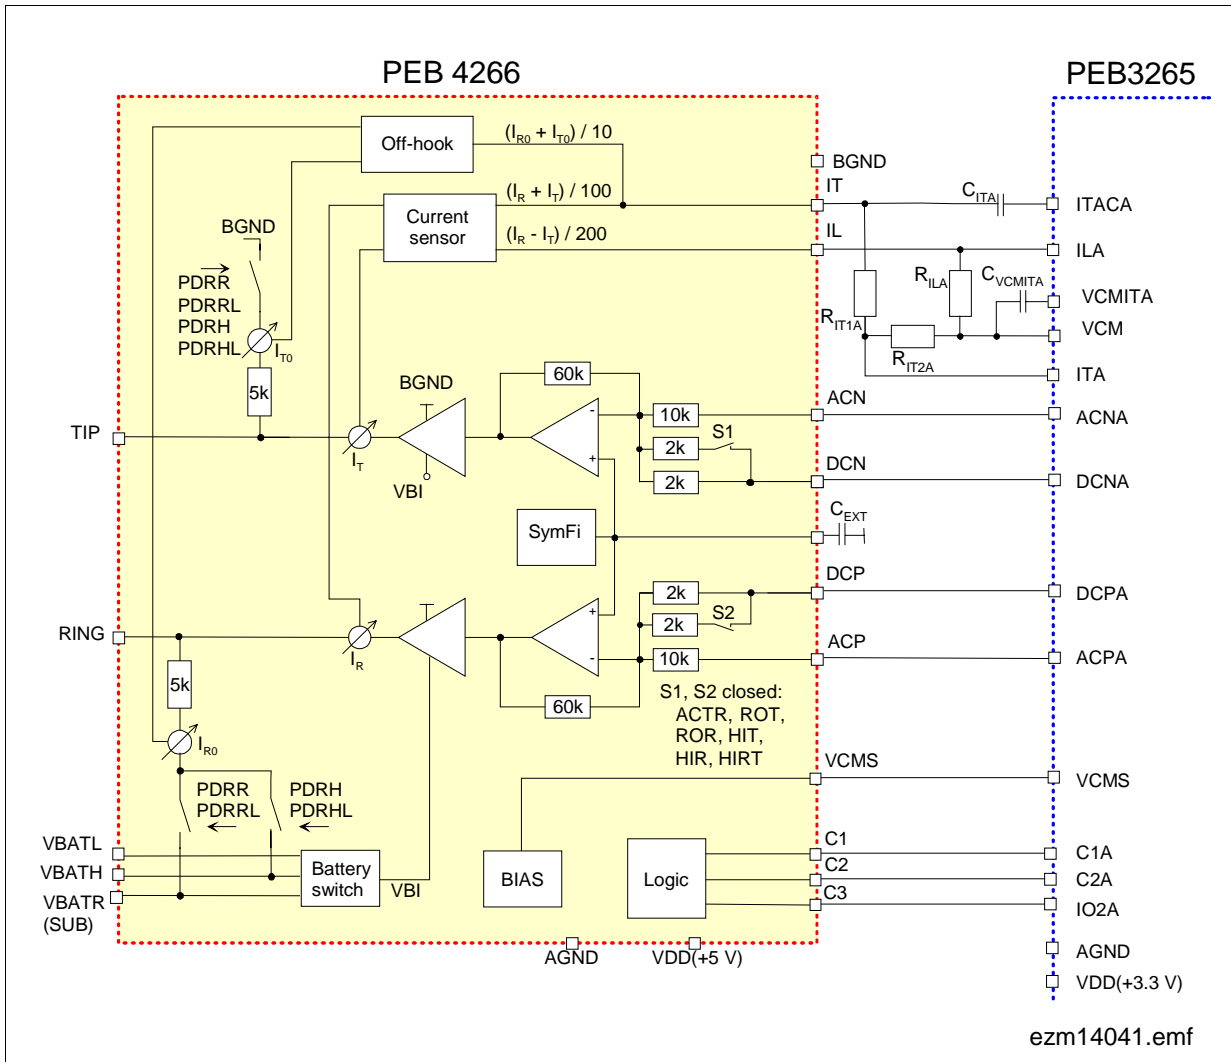 PEB 4266
PEB3265
Off-hook
(I_R0 + I_T0) / 10
BGND
IT
C_ITA
ITACA
(I_R + I_T) / 100
Current
sensor
BGND
IL
(I_R - I_T) / 200
ILA
PDRR
PDRRL
PDRH
PDRHL
I_T0
R_ILA
C_VCMITA
VCMITA
R_IT1A
VCM
R_IT2A
ITA
5k
BGND
60k
ACN
-
10k
ACNA
TIP
I_T
2k
S1
+
VBI
2k
DCN
DCNA
SymFi
C_EXT
DCP
2k
DCPA
+
2k
S2
RING
I_R
-
10k
ACP
ACPA
5k
60k
S1, S2 closed:
ACTR, ROT,
ROR, HIT,
HIR, HIRT
I_R0
VCMS
VCMS
PDRR
PDRRL
PDRH
PDRHL
VBATL
VBATH
VBATR
(SUB)
Battery
switch
VBI
BIAS
Logic
C1
C1A
C2
C2A
C3
IO2A
AGND
VDD(+5 V)
AGND
VDD(+3.3 V)
ezm14041.emf